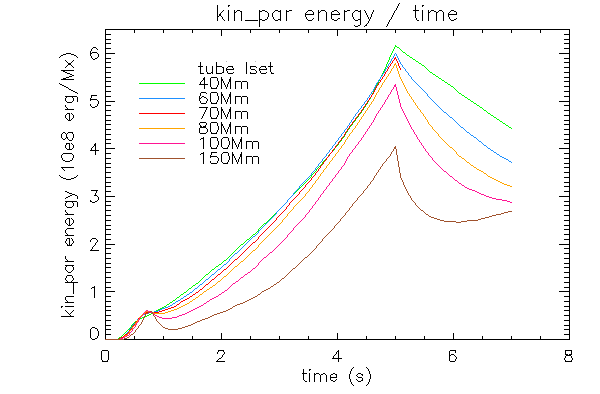 kin_par energy / time
kin_par energy (10e8 erg/Mx)
6
5
4
3
2
1
0
tube lset
40Mm
60Mm
70Mm
80Mm
100Mm
150Mm
0 2 4 6 8
time (s)